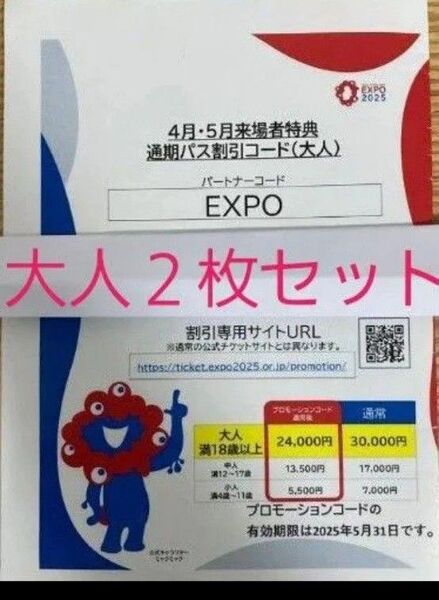 EXPO
2025
4月・5月来場者特典
通期パス割引コード(大人)
パートナーコード
EXPO
大人2枚セット
割引専用サイトURL
※通常の公式チケットサイトとは異なります。
https://ticket.expo2025.or.jp/promotion/
プロモーションコード
適用後
通常
大人
満18歳以上
24,000円
30,000円
中人
満12~17歳
13,500円
17,000円
小人
満4歳~11歳
5,500円
7,000円
プロモーションコードの
有効期限は2025年5月31日です。
公式キャラクター
ミャクミャク